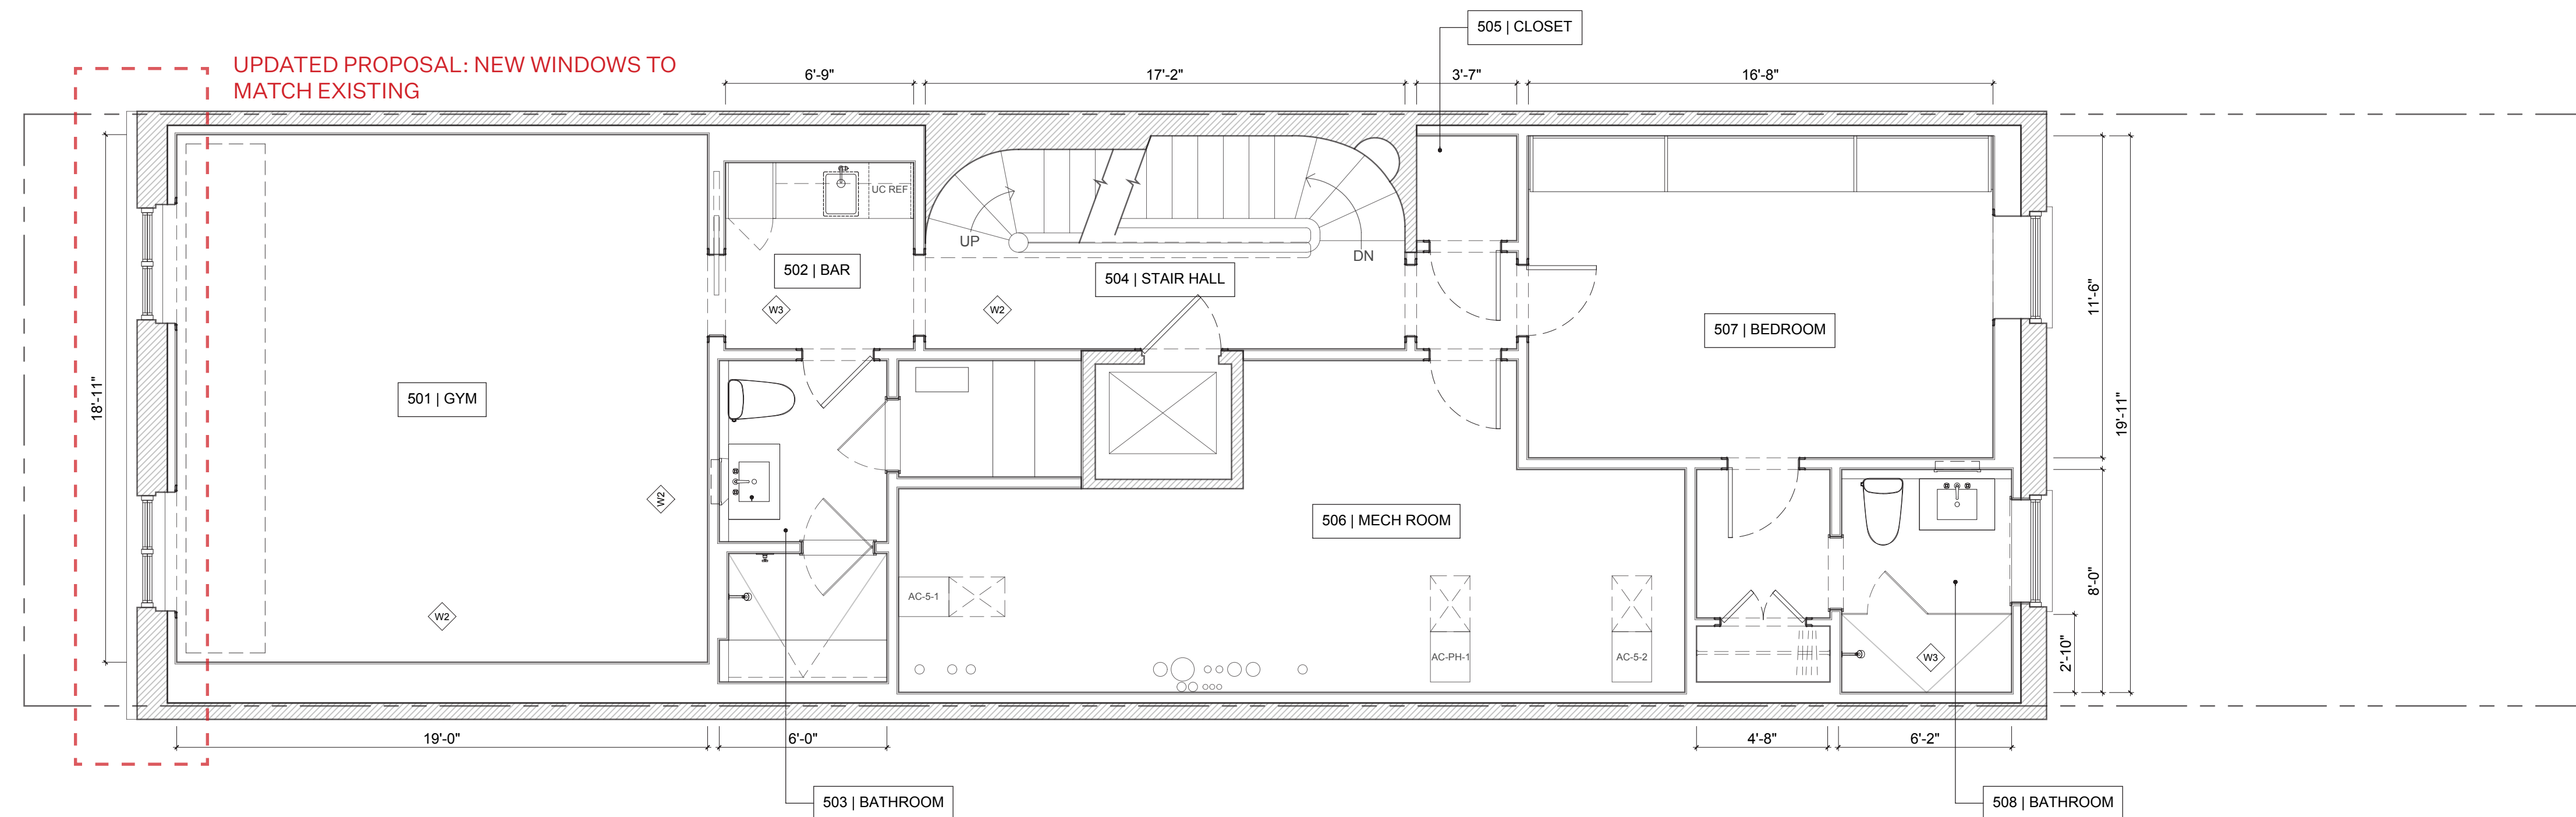 505 | CLOSET
UPDATED PROPOSAL: NEW WINDOWS TO
MATCH EXISTING
6'-9"
17'-2"
3'-7"
16'-8"
UC REF
UP
DN
502 | BAR
504 | STAIR HALL
W3
W2
507 | BEDROOM
11'-6"
18'-11"
501 | GYM
19'-11"
W2
506 | MECH ROOM
8'-0"
AC-5-1
W2
AC-PH-1
AC-5-2
W3
2'-10"
19'-0"
6'-0"
4'-8"
6'-2"
503 | BATHROOM
508 | BATHROOM